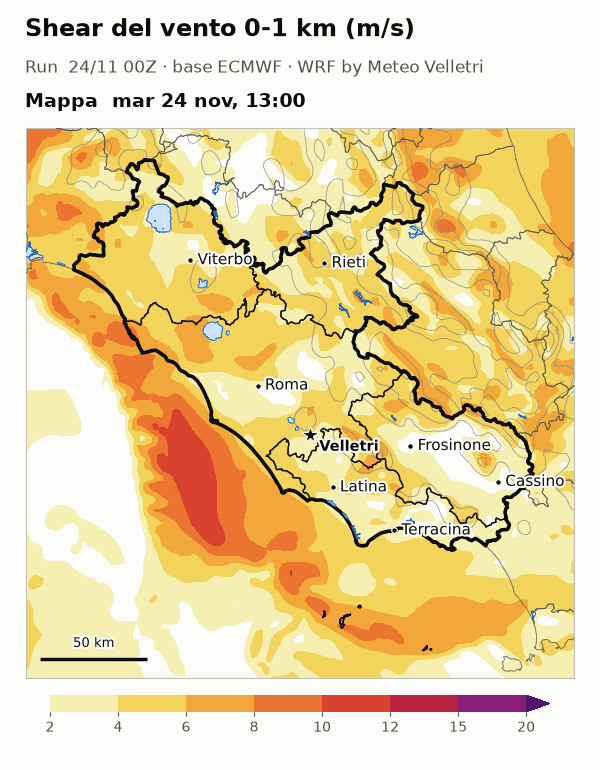 Shear del vento 0-1 km (m/s)
Run  24/11 00Z · base ECMWF · WRF by Meteo Velletri
Mappa  mar 24 nov, 13:00
Viterbo
Rieti
Roma
Velletri
Frosinone
Cassino
Latina
Terracina
50 km
2 4 6 8 10 12 15 20